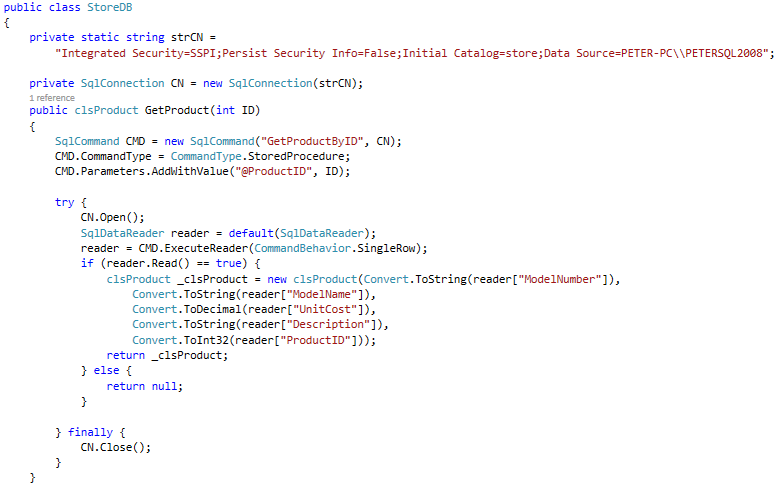 public class StoreDB
{
    private static string strCN =
        "Integrated Security=SSPI;Persist Security Info=False;Initial Catalog=store;Data Source=PETER-PC\\PETERSQL2008";

    private SqlConnection CN = new SqlConnection(strCN);
    1 reference
    public clsProduct GetProduct(int ID)
    {
        SqlCommand CMD = new SqlCommand("GetProductByID", CN);
        CMD.CommandType = CommandType.StoredProcedure;
        CMD.Parameters.AddWithValue("@ProductID", ID);

        try {
            CN.Open();
            SqlDataReader reader = default(SqlDataReader);
            reader = CMD.ExecuteReader(CommandBehavior.SingleRow);
            if (reader.Read() == true) {
                clsProduct _clsProduct = new clsProduct(Convert.ToString(reader["ModelNumber"]),
                    Convert.ToString(reader["ModelName"]),
                    Convert.ToDecimal(reader["UnitCost"]),
                    Convert.ToString(reader["Description"]),
                    Convert.ToInt32(reader["ProductID"]));
                return _clsProduct;
            } else {
                return null;
            }

        } finally {
            CN.Close();
        }
    }